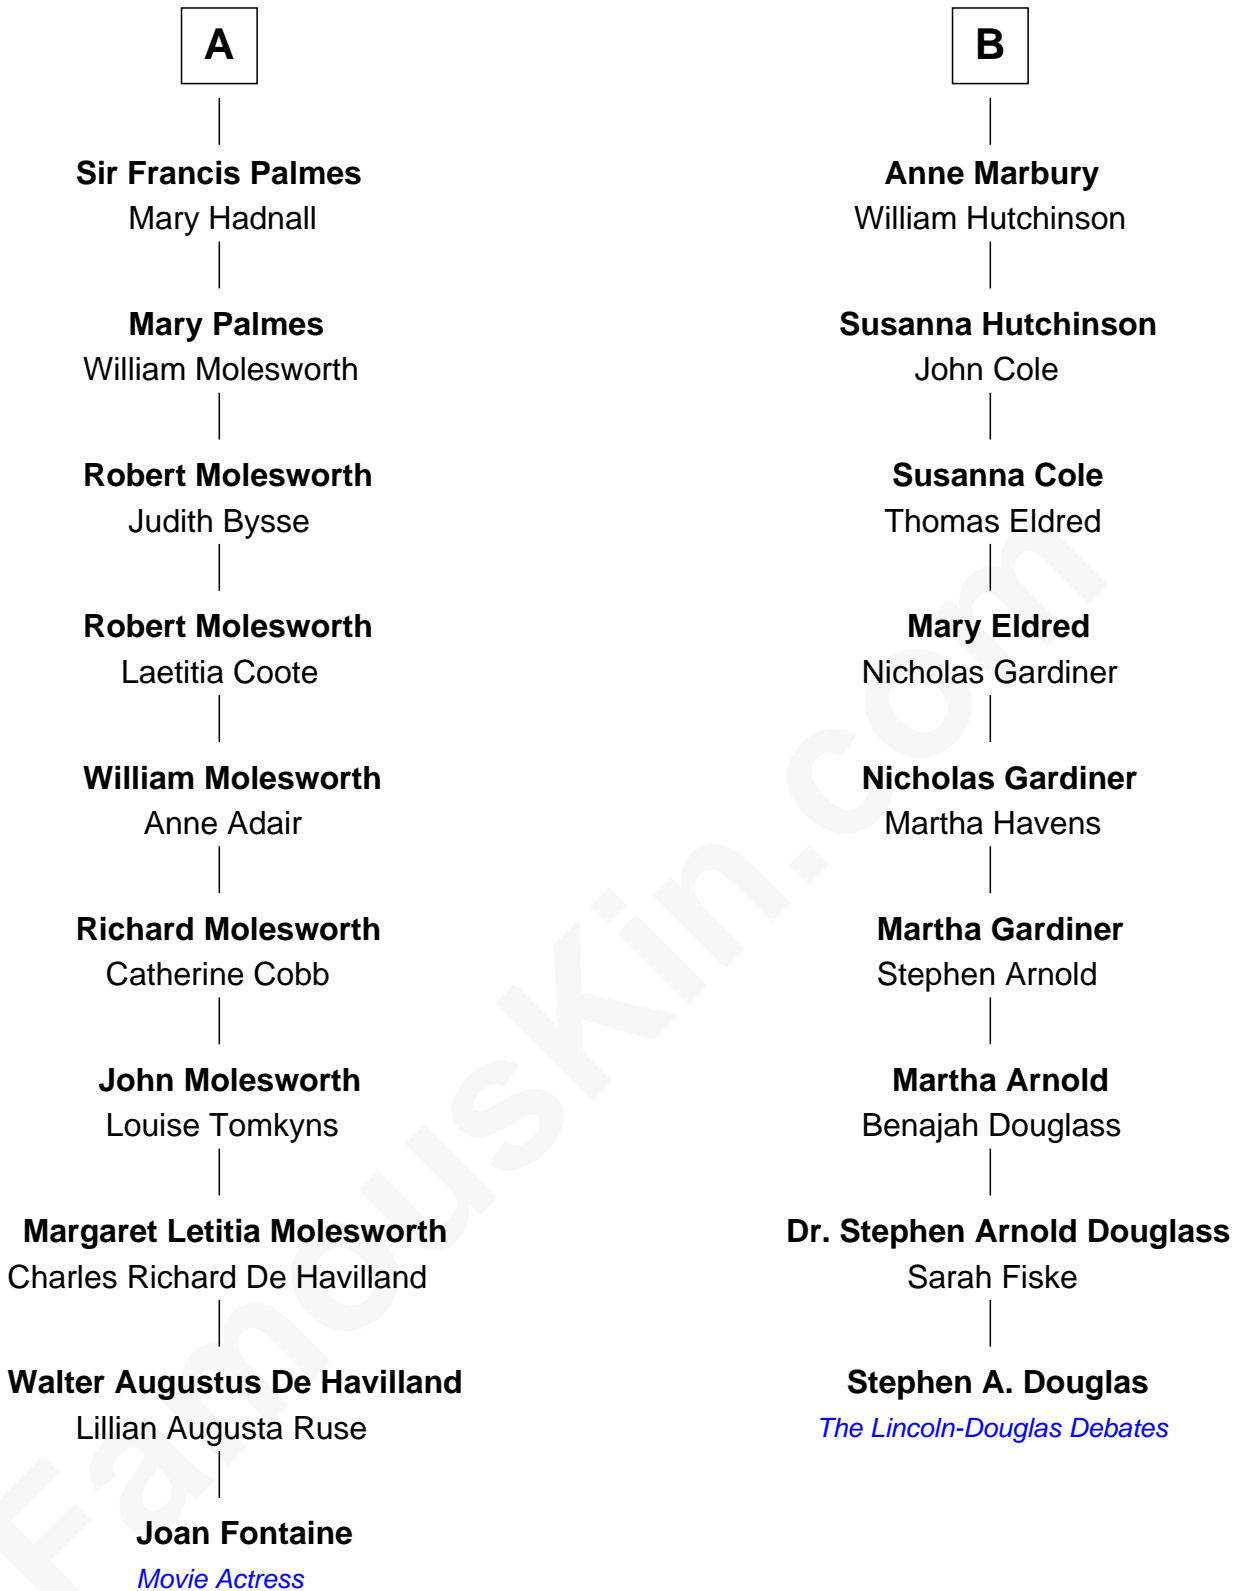 A
Sir Francis Palmes
Mary Hadnall
Mary Palmes
William Molesworth
Robert Molesworth
Judith Bysse
Robert Molesworth
Laetitia Coote
William Molesworth
Anne Adair
Richard Molesworth
Catherine Cobb
John Molesworth
Louise Tomkyns
Margaret Letitia Molesworth
Charles Richard De Havilland
Walter Augustus De Havilland
Lillian Augusta Ruse
Joan Fontaine
Movie Actress
B
Anne Marbury
William Hutchinson
Susanna Hutchinson
John Cole
Susanna Cole
Thomas Eldred
Mary Eldred
Nicholas Gardiner
Nicholas Gardiner
Martha Havens
Martha Gardiner
Stephen Arnold
Martha Arnold
Benajah Douglass
Dr. Stephen Arnold Douglass
Sarah Fiske
Stephen A. Douglas
The Lincoln-Douglas Debates
FamousKin.com